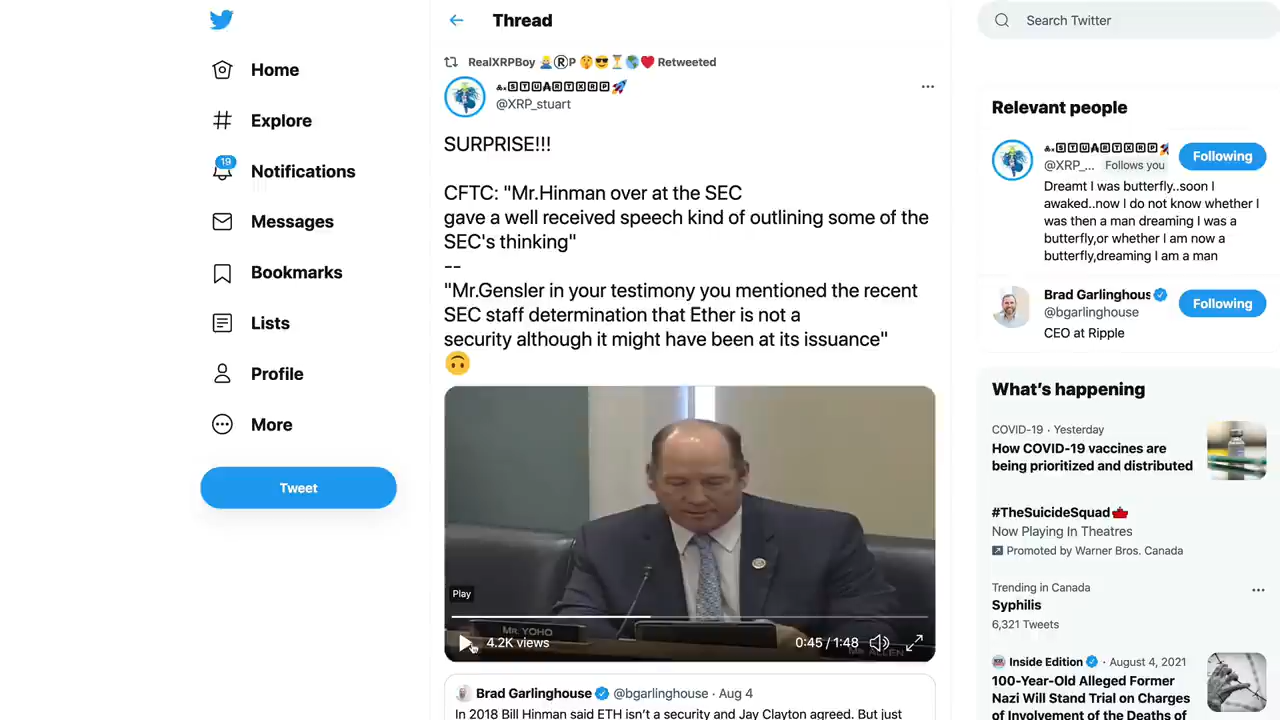 Home
Explore
19
Notifications
Messages
Bookmarks
Lists
Profile
More
Tweet
Thread
RealXRPBoy 🤷‍♂️ⓇP 🤫😎⏳🌎❤️ Retweeted
🅂🅃🅄🄰🅁🅃🅇🅁🄿🚀
@XRP_stuart
SURPRISE!!!
CFTC: "Mr.Hinman over at the SEC
gave a well received speech kind of outlining some of the
SEC's thinking"
--
"Mr.Gensler in your testimony you mentioned the recent
SEC staff determination that Ether is not a
security although it might have been at its issuance"
🙃
Play
MR. YOHO
4.2K views
0:45 / 1:48
MR. ALLEN
Brad Garlinghouse @bgarlinghouse · Aug 4
In 2018 Bill Hinman said ETH isn't a security and Jay Clayton agreed. But just
Search Twitter
Relevant people
🅂🅃🅄🄰🅁🅃🅇🅁🄿🚀
@XRP_... Follows you
Following
Dreamt I was butterfly..soon I
awaked..now I do not know whether I
was then a man dreaming I was a
butterfly,or whether I am now a
butterfly,dreaming I am a man
Brad Garlinghous
@bgarlinghouse
Following
CEO at Ripple
What's happening
COVID-19 · Yesterday
How COVID-19 vaccines are
being prioritized and distributed
#TheSuicideSquad
Now Playing In Theatres
Promoted by Warner Bros. Canada
Trending in Canada
Syphilis
6,321 Tweets
Inside Edition · August 4, 2021
100-Year-Old Alleged Former
Nazi Will Stand Trial on Charges
of Involvement of the Deaths of